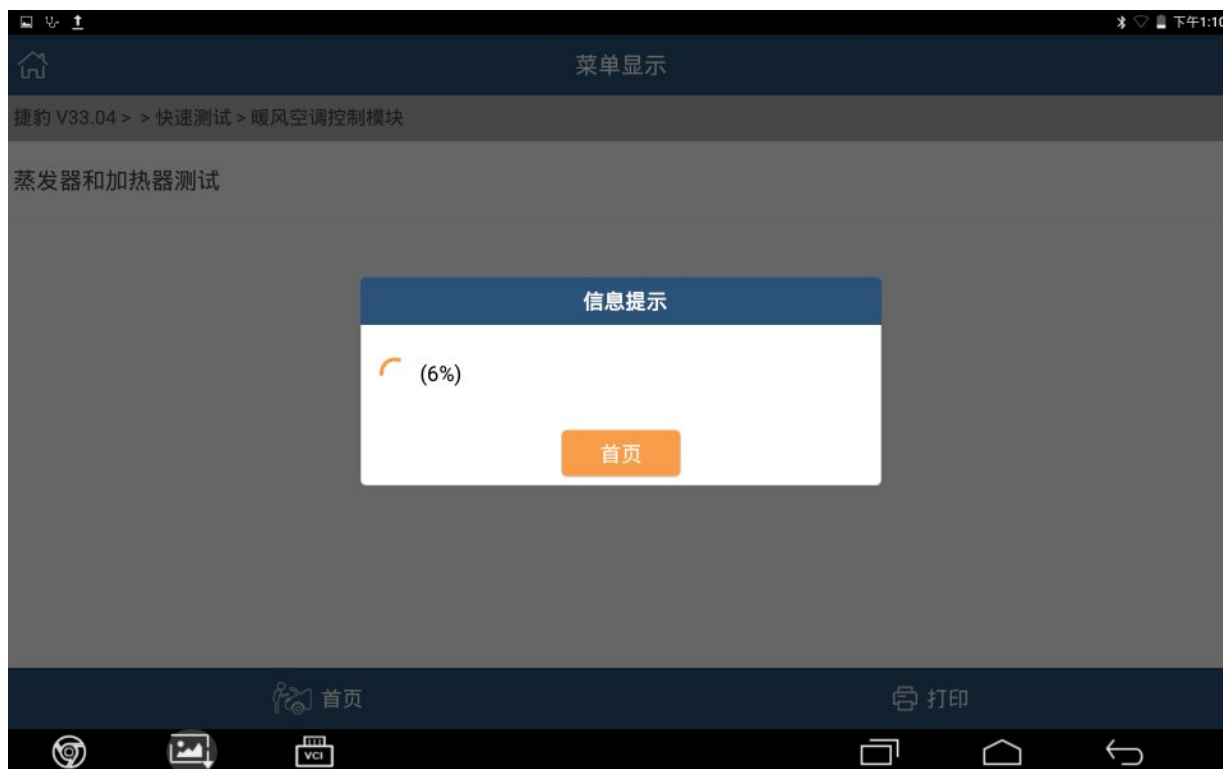 下午1:10
菜单显示
捷豹 V33.04 > > 快速测试 > 暖风空调控制模块
蒸发器和加热器测试
信息提示
(6%)
首页
首页
打印
VCI